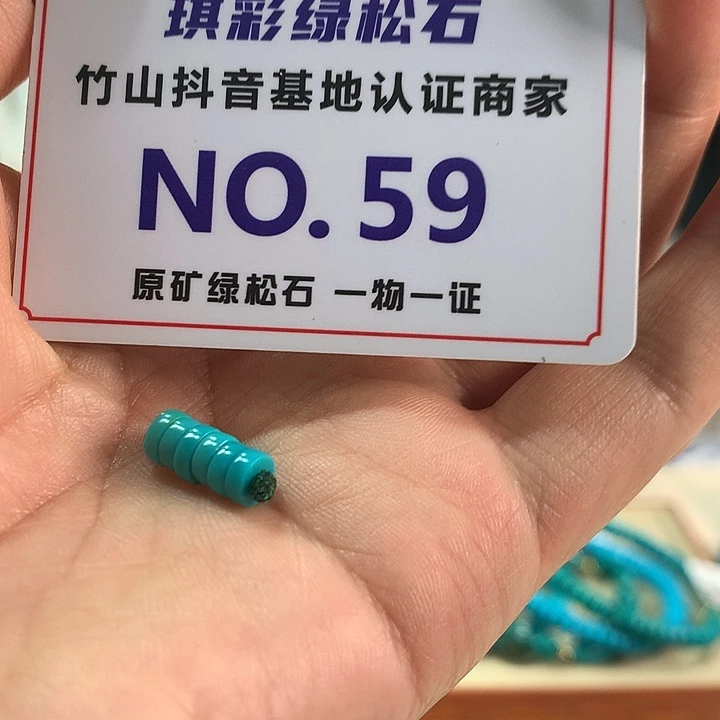 琪彩绿松石
竹山抖音基地认证商家
NO.59
原矿绿松石 一物一证